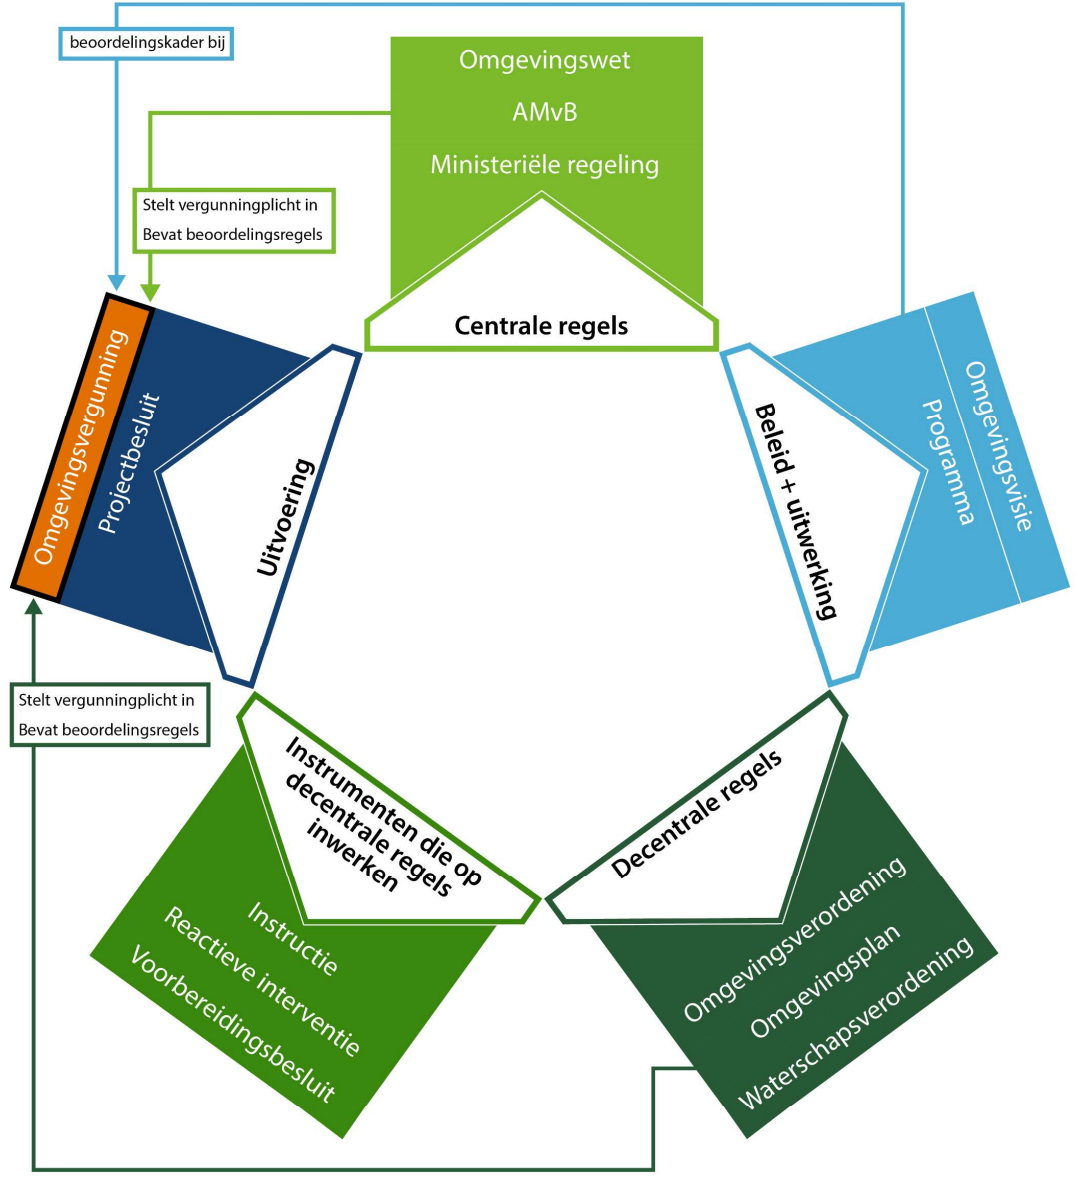 beoordelingskader bij
Omgevingswet
AMvB
Ministeriële regeling
Stelt vergunningplicht in
Bevat beoordelingsregels
Centrale regels
Omgevingsvergunning
Projectbesluit
Uitvoering
Beleid + uitwerking
Programma
Omgevingsvisie
Stelt vergunningplicht in
Bevat beoordelingsregels
Instrumenten die op
decentrale regels
inwerken
Instructie
Reactieve interventie
Voorbereidingsbesluit
Decentrale regels
Omgevingsverordening
Omgevingsplan
Waterschapsverordening